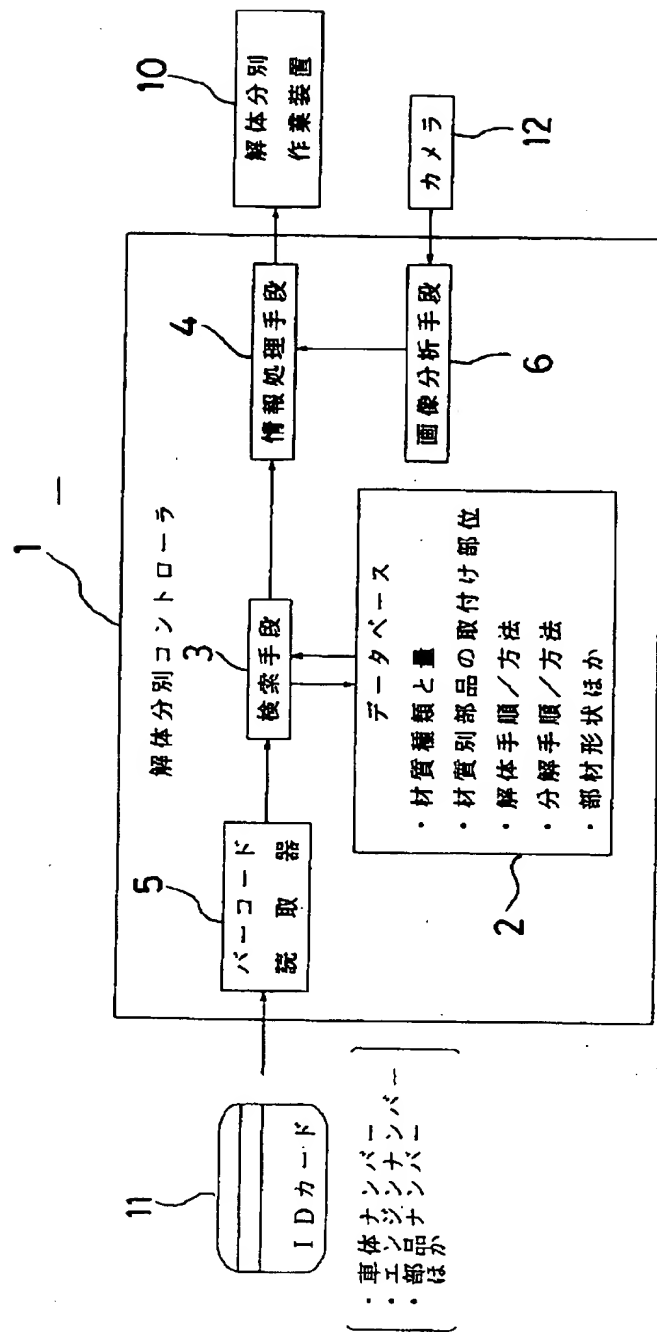 1
解体分別コントローラ
11
IDカード
・車体ナンバー
・エンジンナンバー
・部品ナンバー
ほか
5
バーコード
読取器
3
検索手段
4
情報処理手段
10
解体分別
作業装置
2
データベース
・材質種類と量
・材質別部品の取付け部位
・解体手順／方法
・分解手順／方法
・部材形状ほか
画像分析手段
6
カメラ
12